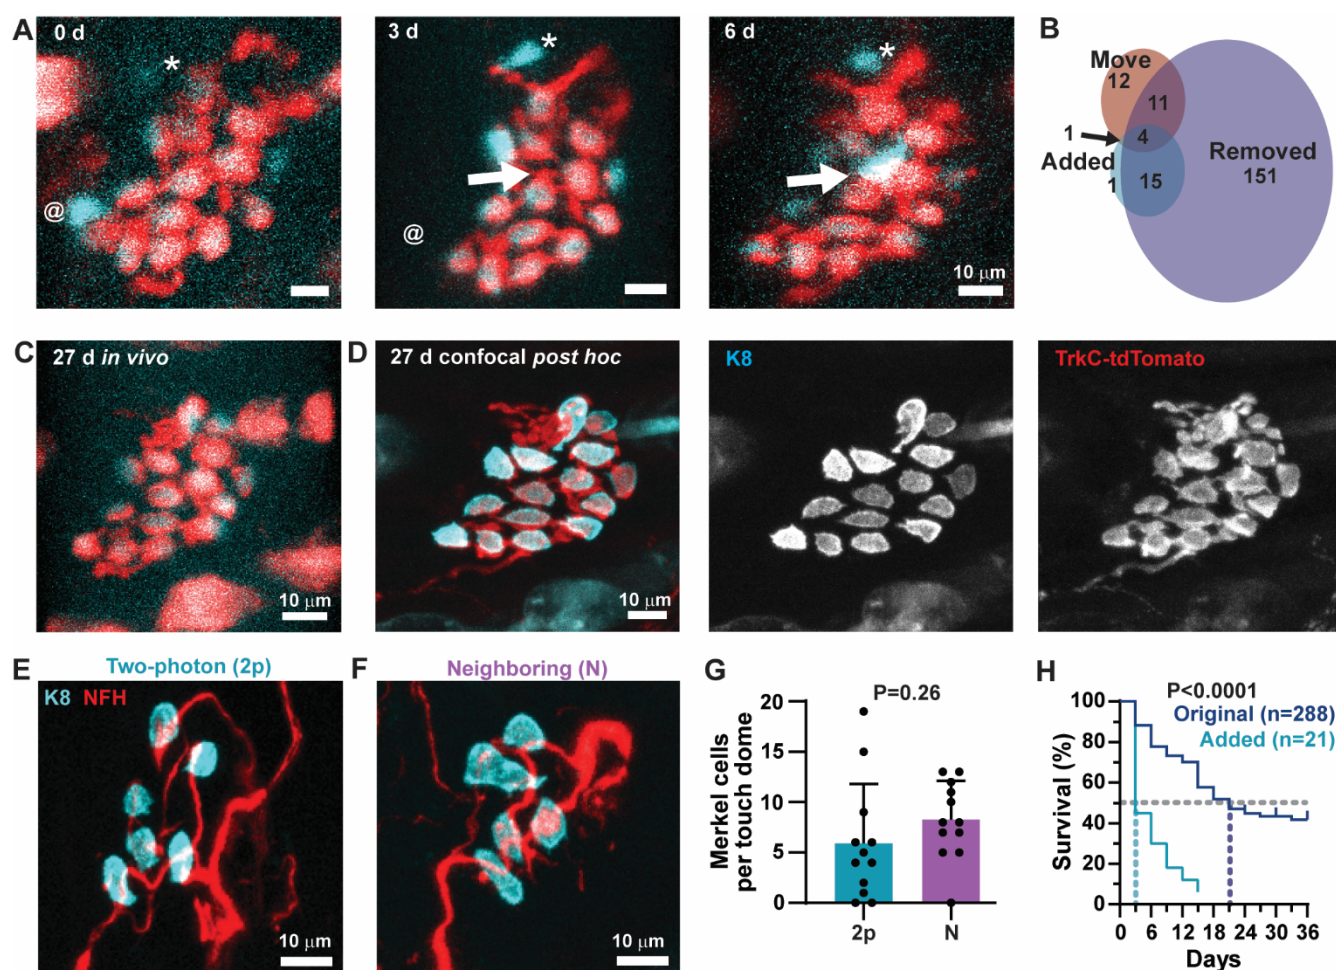 A
0 d
*
@
3 d
*
@
6 d
*
10 μm
B
Move
12
11
1
4
Added
1
15
Removed
151
C
27 d in vivo
10 μm
D
27 d confocal post hoc
10 μm
K8
TrkC-tdTomato
E
Two-photon (2p)
K8 NFH
10 μm
F
Neighboring (N)
10 μm
G
P=0.26
Merkel cells
per touch dome
20
15
10
5
0
2p
N
H
P<0.0001
Original (n=288)
Added (n=21)
Survival (%)
100
80
60
40
20
0
0 6 12 18 24 30 36
Days